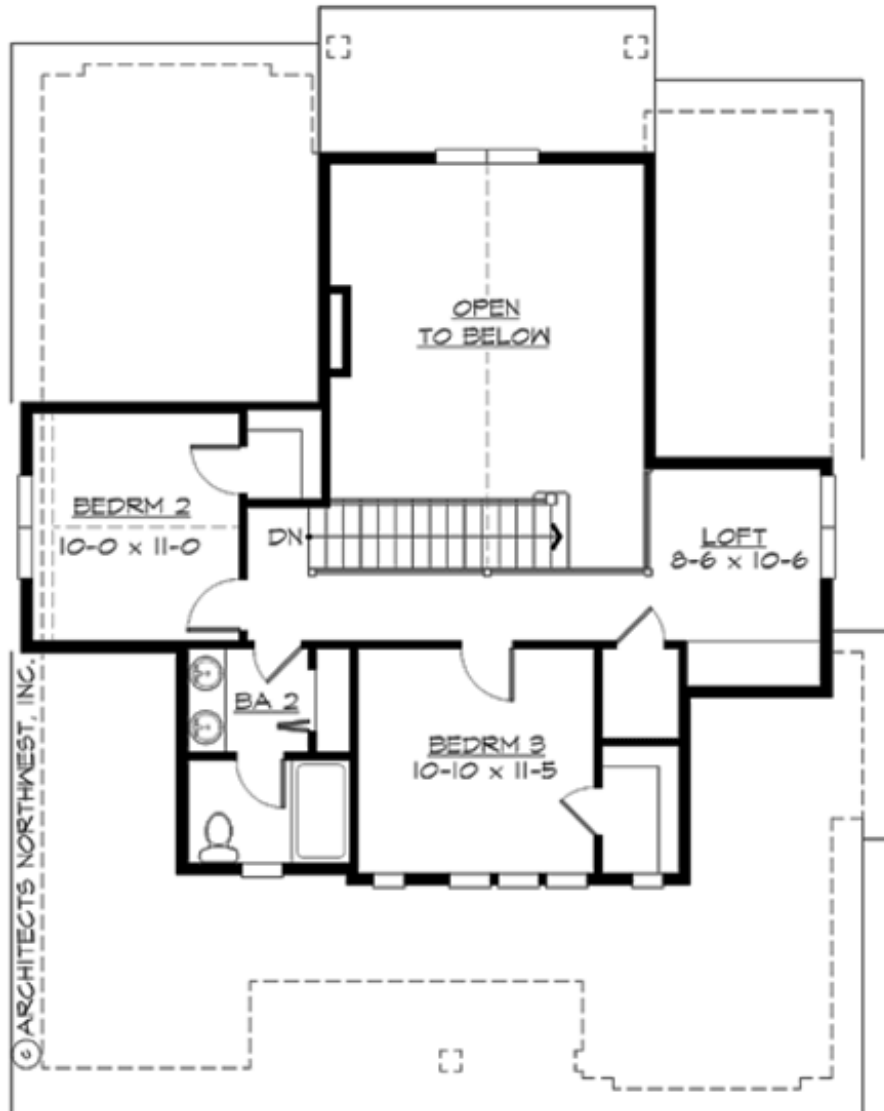 OPEN
TO BELOW
BEDRM 2
10-0 x 11-0
DN
LOFT
8-6 x 10-6
BA 2
BEDRM 3
10-10 x 11-5
© ARCHITECTS NORTHWEST, INC.